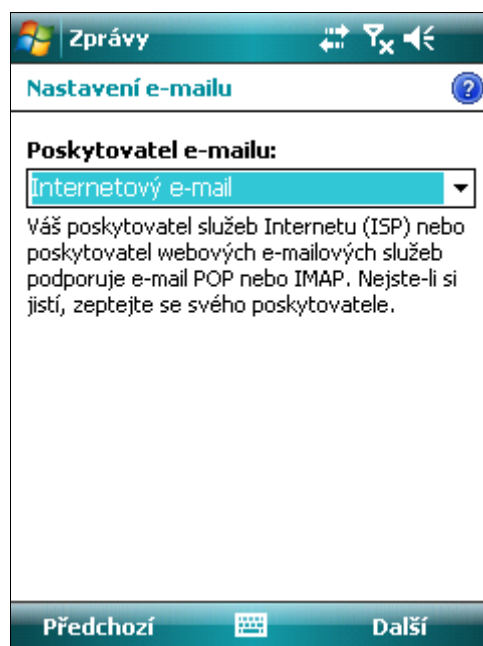 Zprávy
Nastavení e-mailu
Poskytovatel e-mailu:
Internetový e-mail
Váš poskytovatel služeb Internetu (ISP) nebo
poskytovatel webových e-mailových služeb
podporuje e-mail POP nebo IMAP. Nejste-li si
jistí, zeptejte se svého poskytovatele.
Předchozí
Další